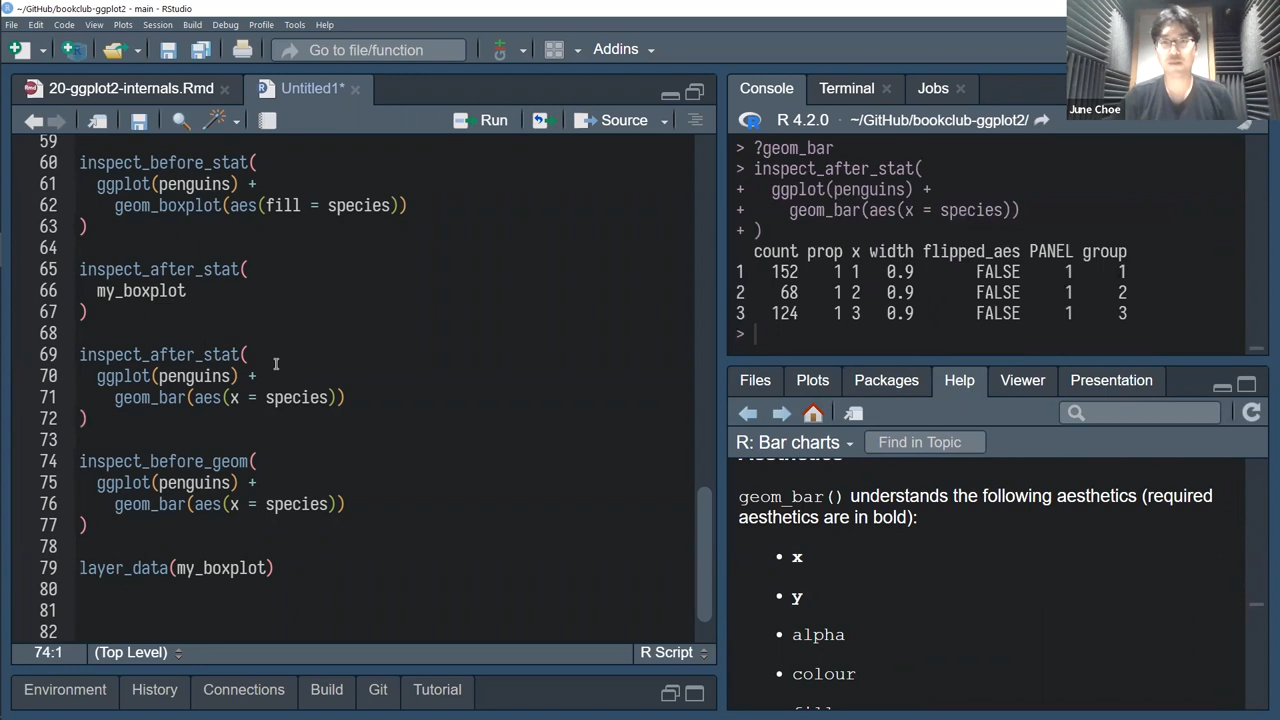 ~/GitHub/bookclub-ggplot2 - main - RStudio
File Edit Code View Plots Session Build Debug Profile Tools Help
Go to file/function Addins
20-ggplot2-internals.Rmd Untitled1*
Run Source
59
60 inspect_before_stat(
61 ggplot(penguins) +
62 geom_boxplot(aes(fill = species))
63 )
64
65 inspect_after_stat(
66 my_boxplot
67 )
68
69 inspect_after_stat(
70 ggplot(penguins) +
71 geom_bar(aes(x = species))
72 )
73
74 inspect_before_geom(
75 ggplot(penguins) +
76 geom_bar(aes(x = species))
77 )
78
79 layer_data(my_boxplot)
80
81
82
74:1 (Top Level) R Script
Environment History Connections Build Git Tutorial
June Choe
Console Terminal Jobs
R 4.2.0 ~/GitHub/bookclub-ggplot2/
> ?geom_bar
> inspect_after_stat(
+ ggplot(penguins) +
+ geom_bar(aes(x = species))
+ )
count prop x width flipped_aes PANEL group
1 152 1 1 0.9 FALSE 1 1
2 68 1 2 0.9 FALSE 1 2
3 124 1 3 0.9 FALSE 1 3
>
Files Plots Packages Help Viewer Presentation
R: Bar charts Find in Topic
geom_bar() understands the following aesthetics (required
aesthetics are in bold):
• x
• y
• alpha
• colour